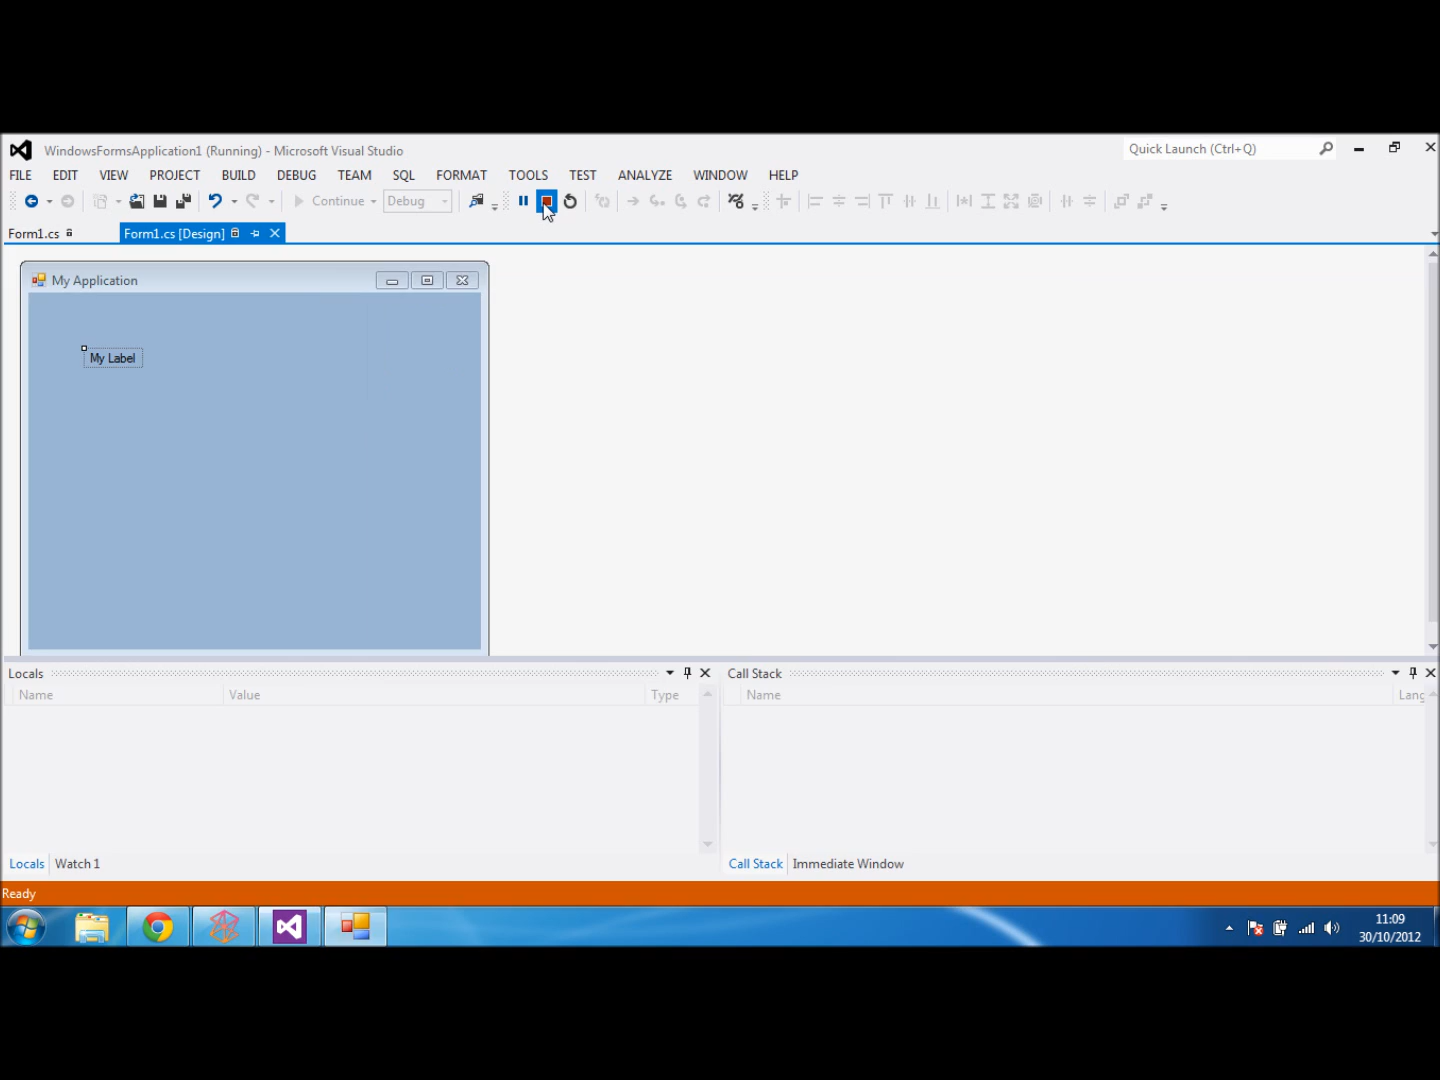 WindowsFormsApplication1 (Running) - Microsoft Visual Studio
Quick Launch (Ctrl+Q)
FILE EDIT VIEW PROJECT BUILD DEBUG TEAM SQL FORMAT TOOLS TEST ANALYZE WINDOW HELP
Continue Debug
Form1.cs Form1.cs [Design]
My Application
My Label
Locals Call Stack
Name Value Type Name Lang
Locals Watch 1 Call Stack Immediate Window
Ready
11:09
30/10/2012